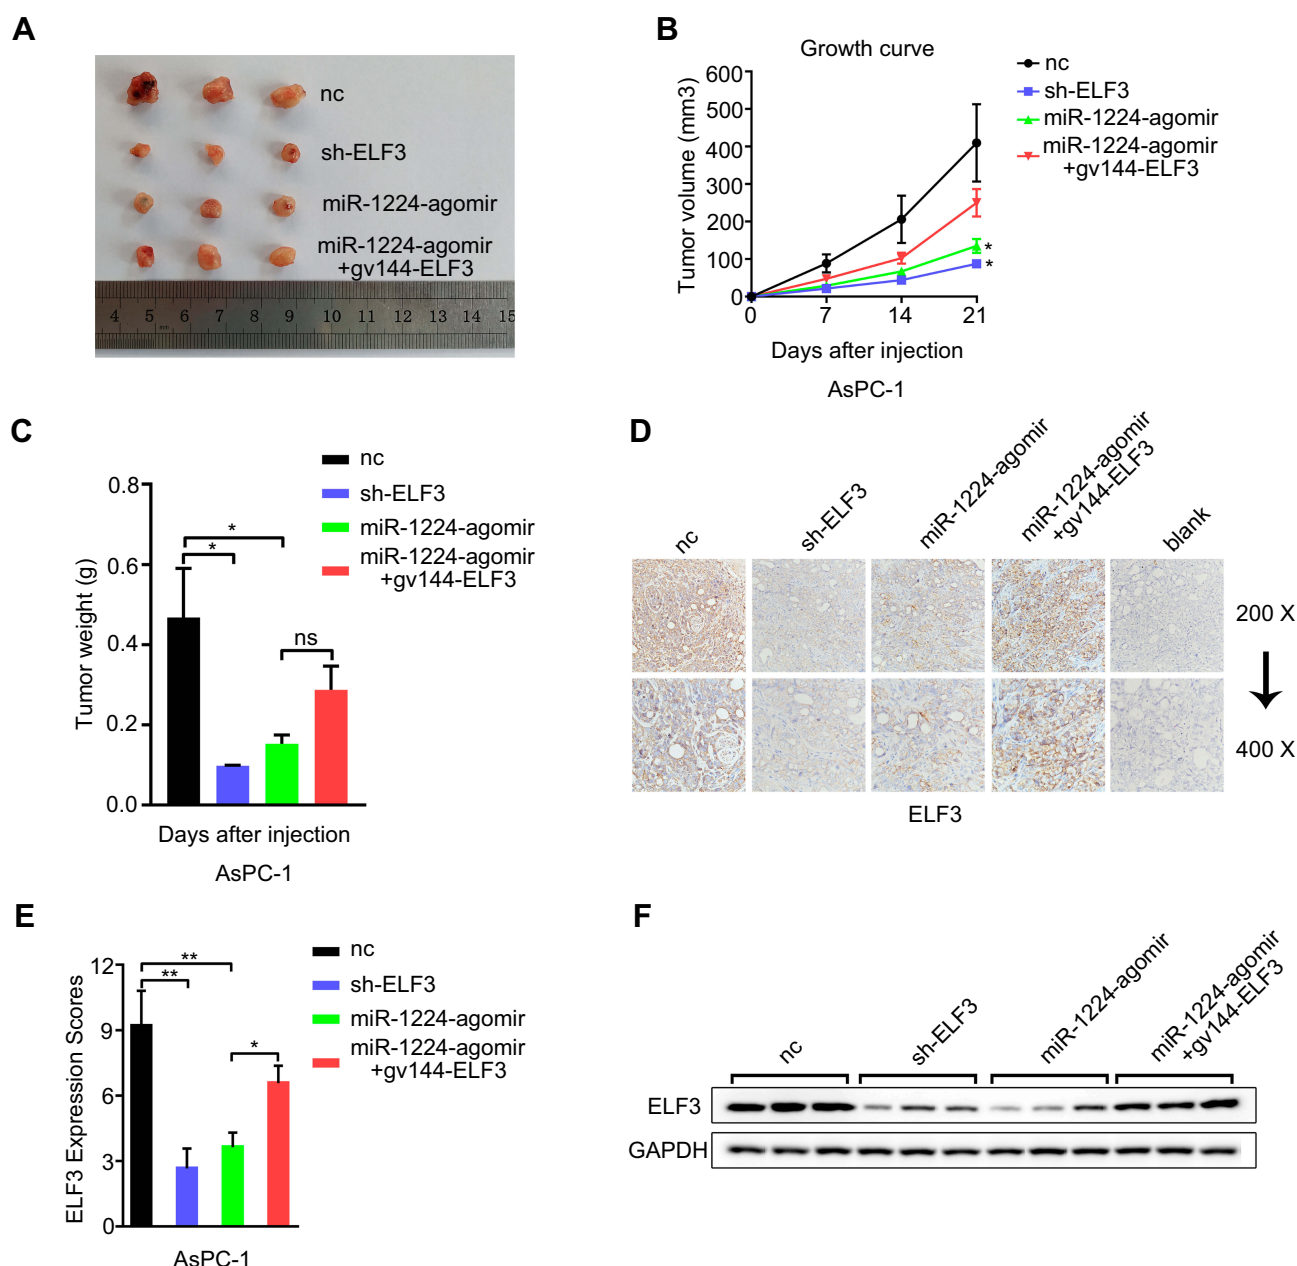 A
nc
sh-ELF3
miR-1224-agomir
miR-1224-agomir
+gv144-ELF3
4 5 6 7 8 9 10 11 12 13 14 15
B
Growth curve
Tumor volume (mm3)
600
500
400
300
200
100
0
0 7 14 21
Days after injection
AsPC-1
nc
sh-ELF3
miR-1224-agomir
miR-1224-agomir
+gv144-ELF3
*
*
C
Tumor weight (g)
0.8
0.6
0.4
0.2
0.0
*
*
ns
Days after injection
AsPC-1
nc
sh-ELF3
miR-1224-agomir
miR-1224-agomir
+gv144-ELF3
D
nc
sh-ELF3
miR-1224-agomir
miR-1224-agomir
+gv144-ELF3
blank
200 X
400 X
ELF3
E
ELF3 Expression Scores
12
9
6
3
0
**
**
*
AsPC-1
nc
sh-ELF3
miR-1224-agomir
miR-1224-agomir
+gv144-ELF3
F
nc
sh-ELF3
miR-1224-agomir
miR-1224-agomir
+gv144-ELF3
ELF3
GAPDH